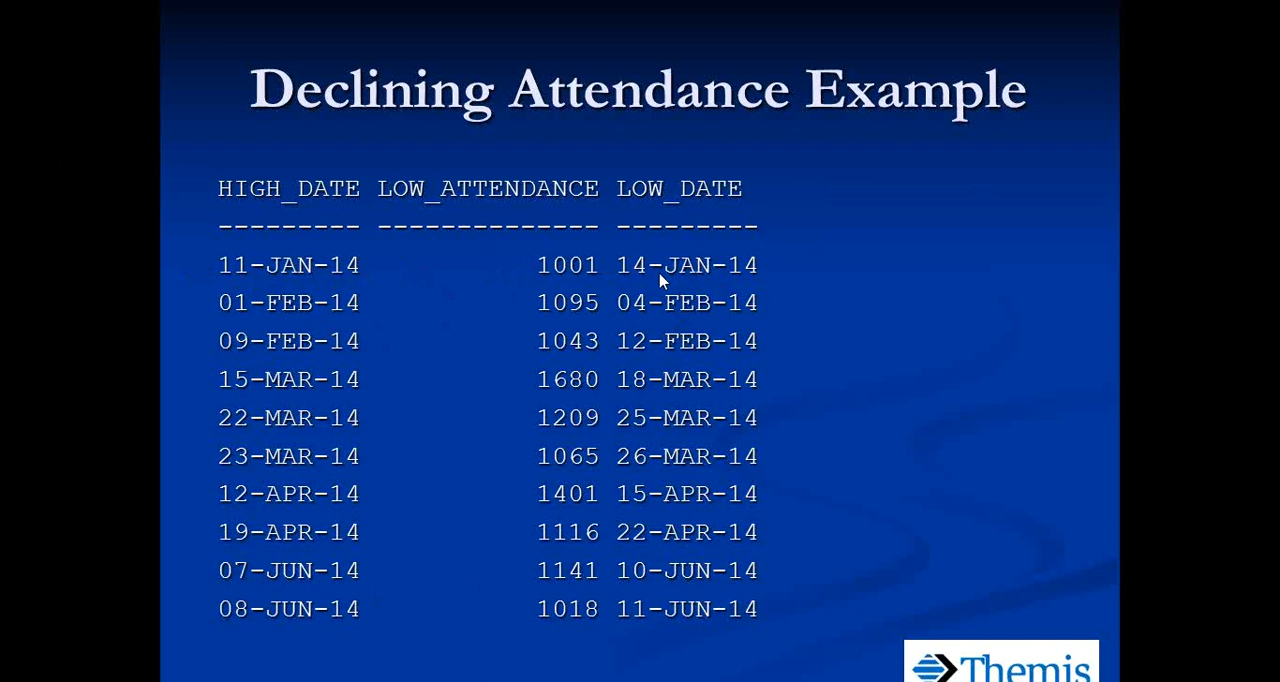 Declining Attendance Example
HIGH_DATE LOW_ATTENDANCE LOW_DATE
--------- -------------- ---------
11-JAN-14 1001 14-JAN-14
01-FEB-14 1095 04-FEB-14
09-FEB-14 1043 12-FEB-14
15-MAR-14 1680 18-MAR-14
22-MAR-14 1209 25-MAR-14
23-MAR-14 1065 26-MAR-14
12-APR-14 1401 15-APR-14
19-APR-14 1116 22-APR-14
07-JUN-14 1141 10-JUN-14
08-JUN-14 1018 11-JUN-14
Themis